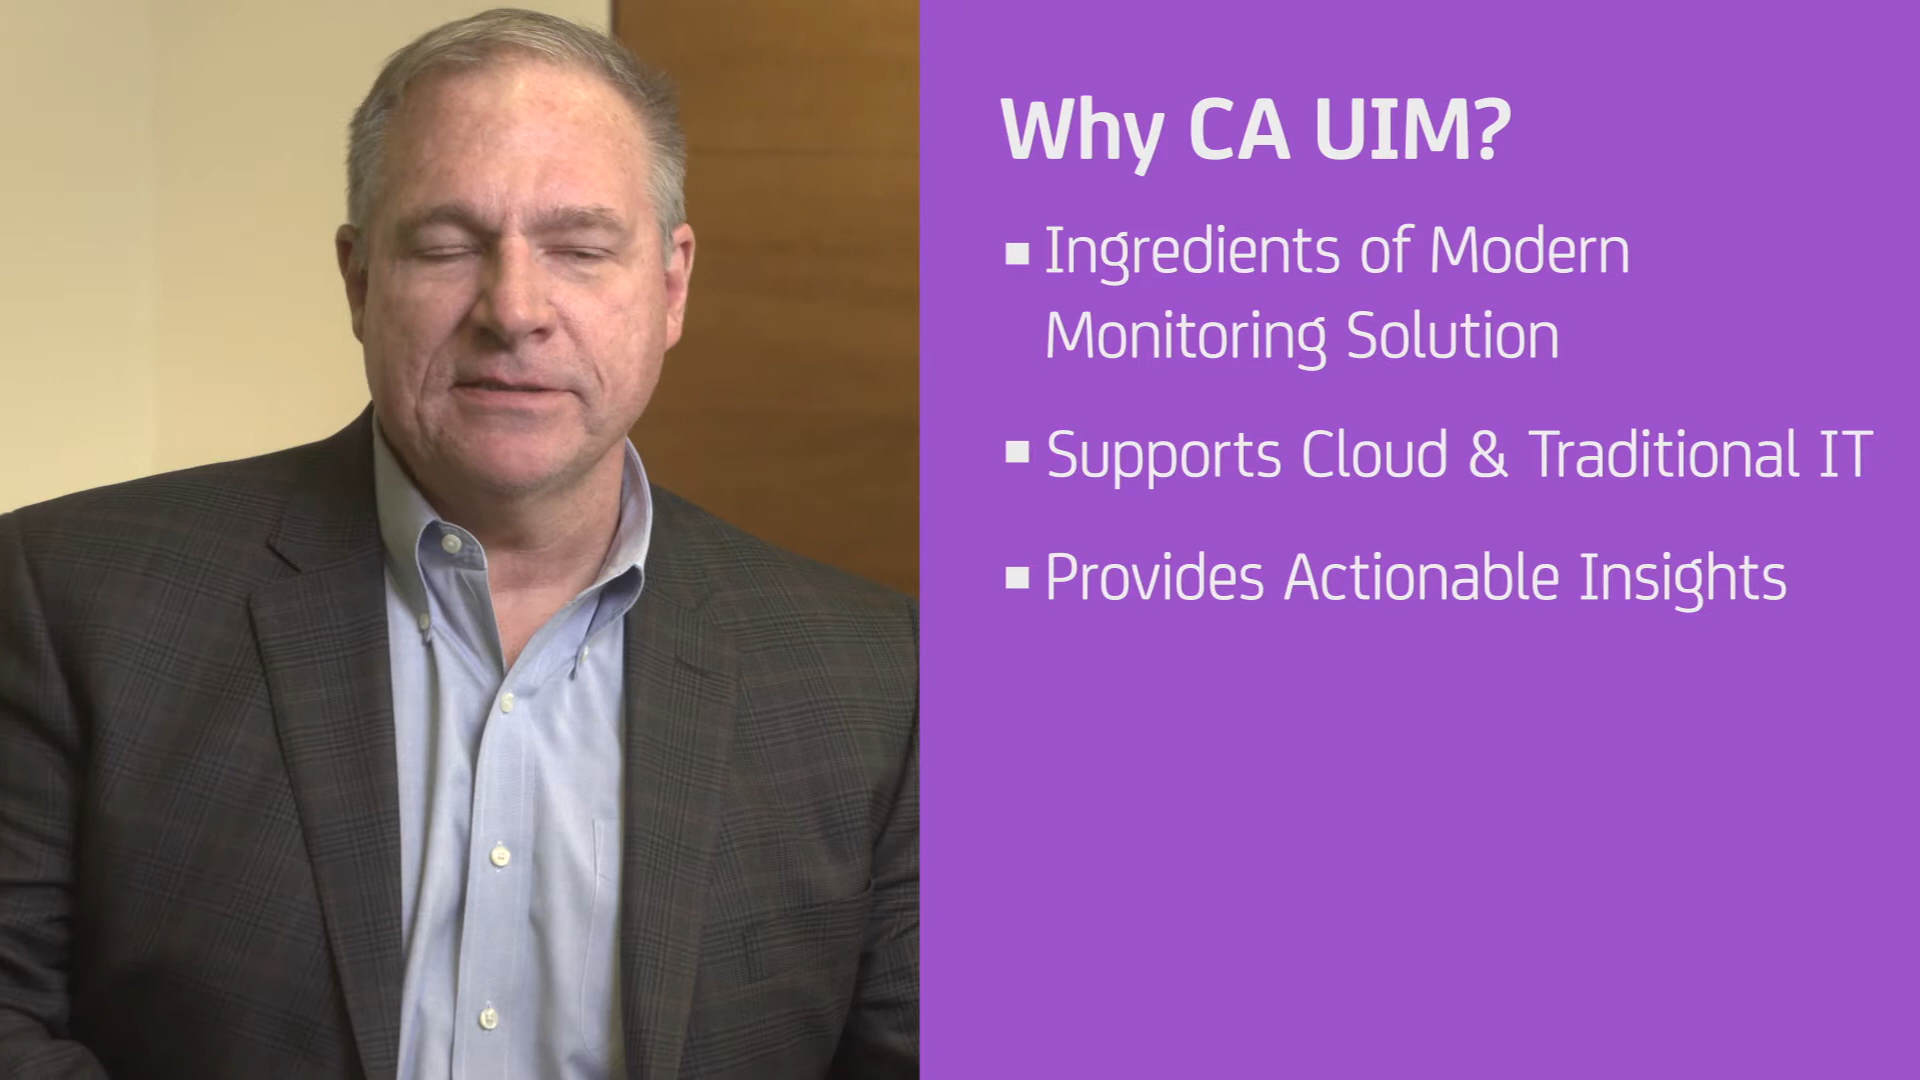 Why CA UIM?
Ingredients of Modern
Monitoring Solution
Supports Cloud & Traditional IT
Provides Actionable Insights